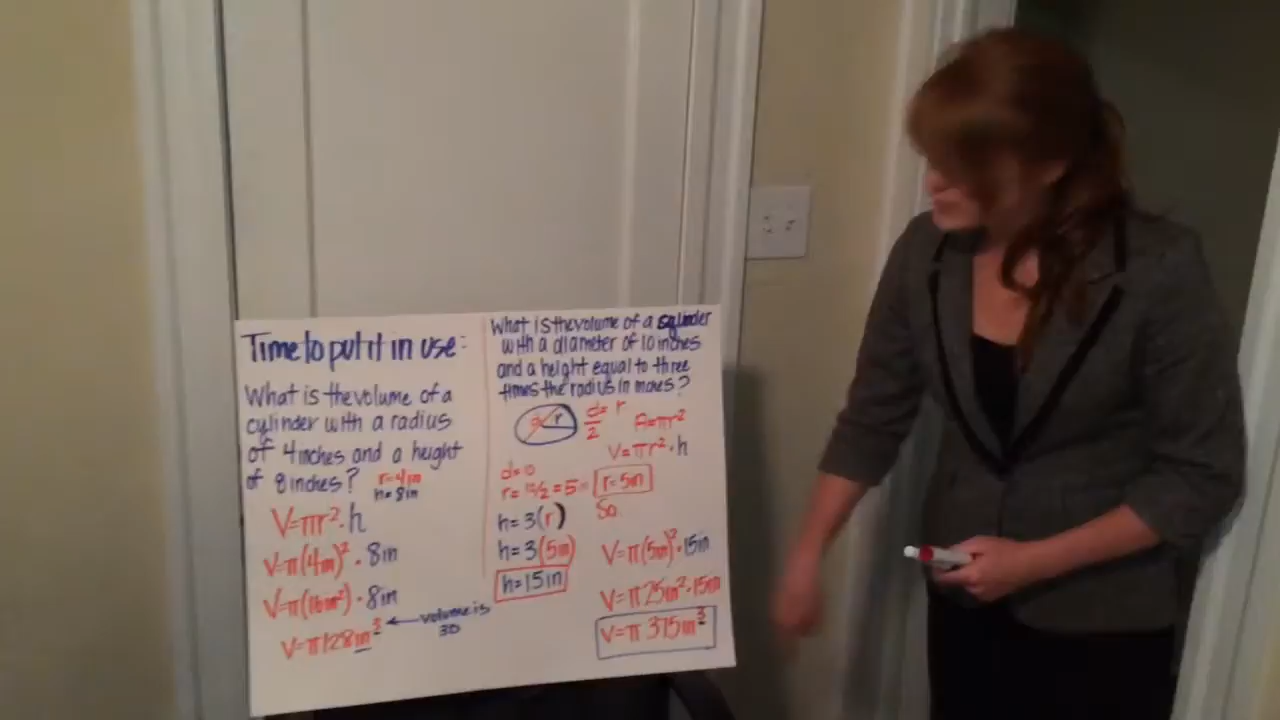 Time to put it in use:
What is the volume of a
cylinder with a radius
of 4 inches and a height
of 8 inches? r=4in
h=8in
V=πr²·h
V=π(4in)²·8in
V=π(16in²)·8in
V=π128in³ ← volume is
3D
What is the volume of a cylinder
with a diameter of 10 inches
and a height equal to three
times the radius in inches?
r d/2=r A=πr²
V=πr²·h
r=10/2=5= r=5in
h=3(r) So
h=3(5in)
h=15in
V=π(5in)²·15in
V=π25in²·15in
V=π375in³